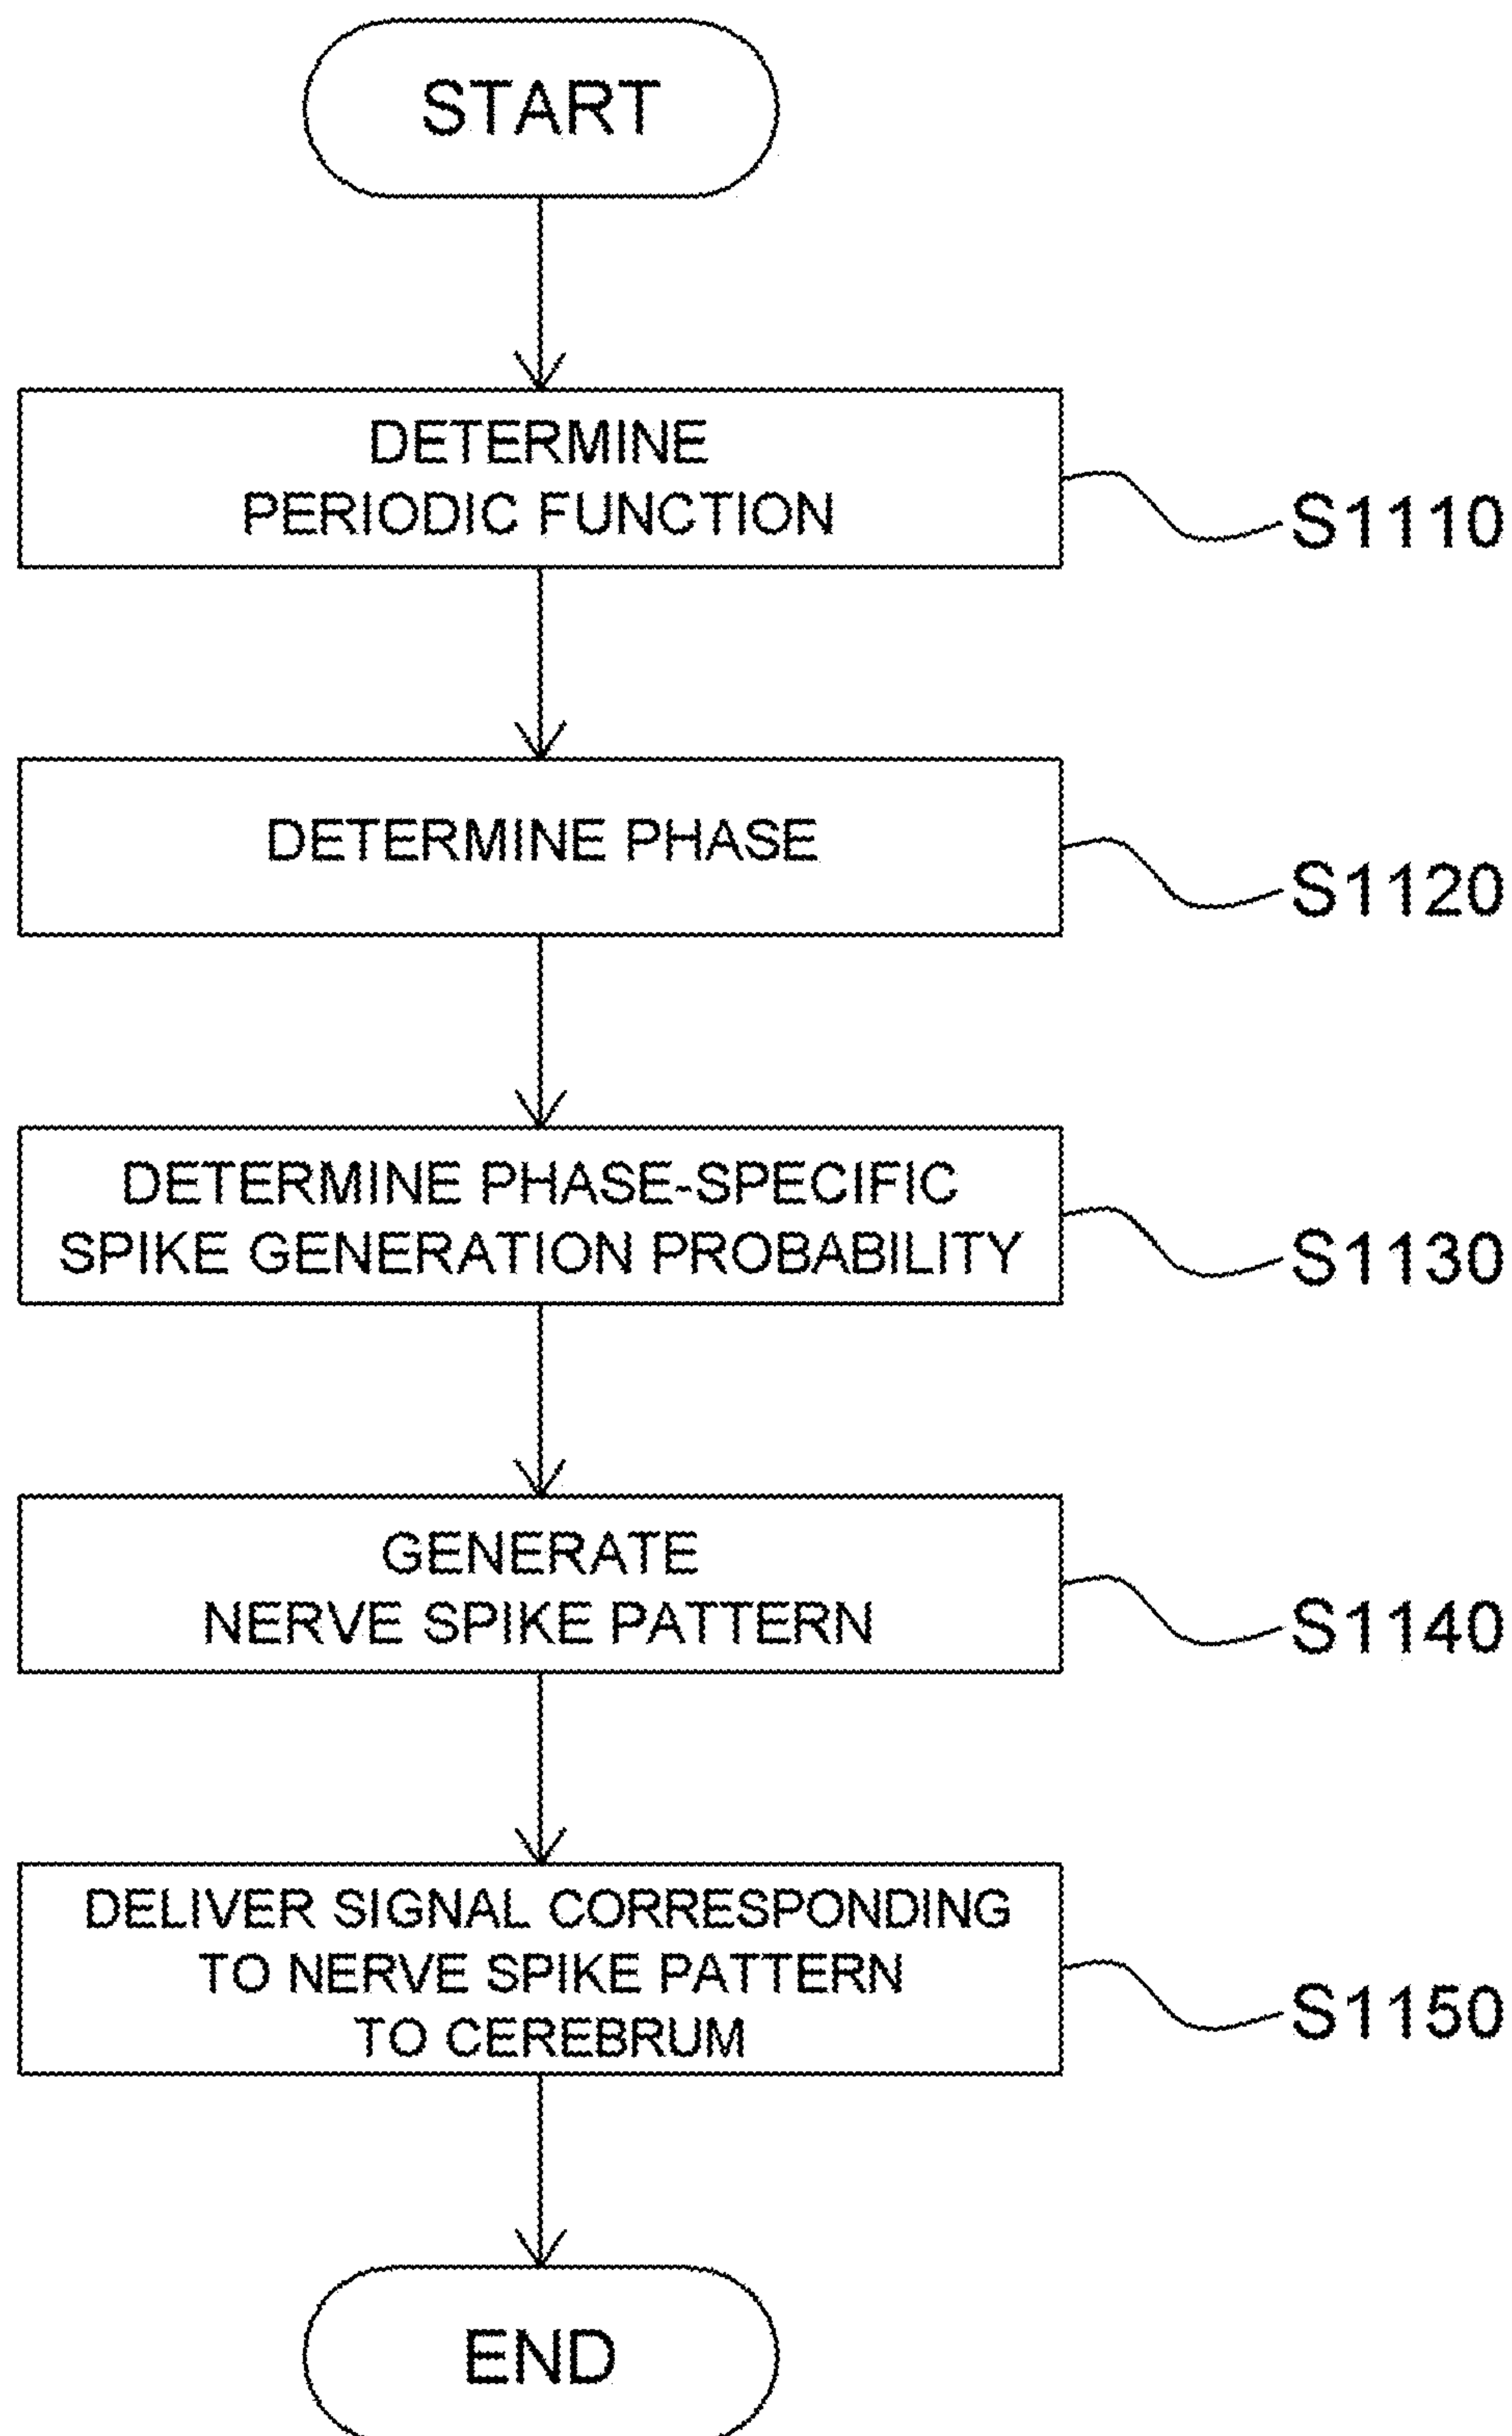 START
DETERMINE
PERIODIC FUNCTION
S1110
DETERMINE PHASE
S1120
DETERMINE PHASE-SPECIFIC
SPIKE GENERATION PROBABILITY
S1130
GENERATE
NERVE SPIKE PATTERN
S1140
DELIVER SIGNAL CORRESPONDING
TO NERVE SPIKE PATTERN
TO CEREBRUM
S1150
END